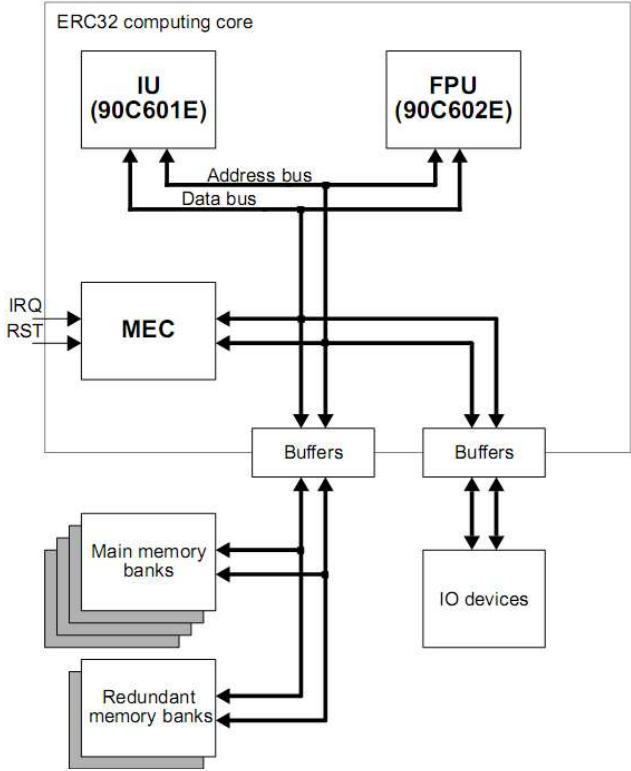 ERC32 computing core
IU
(90C601E)
FPU
(90C602E)
Address bus
Data bus
IRQ
RST
MEC
Buffers
Buffers
Main memory
banks
IO devices
Redundant
memory banks